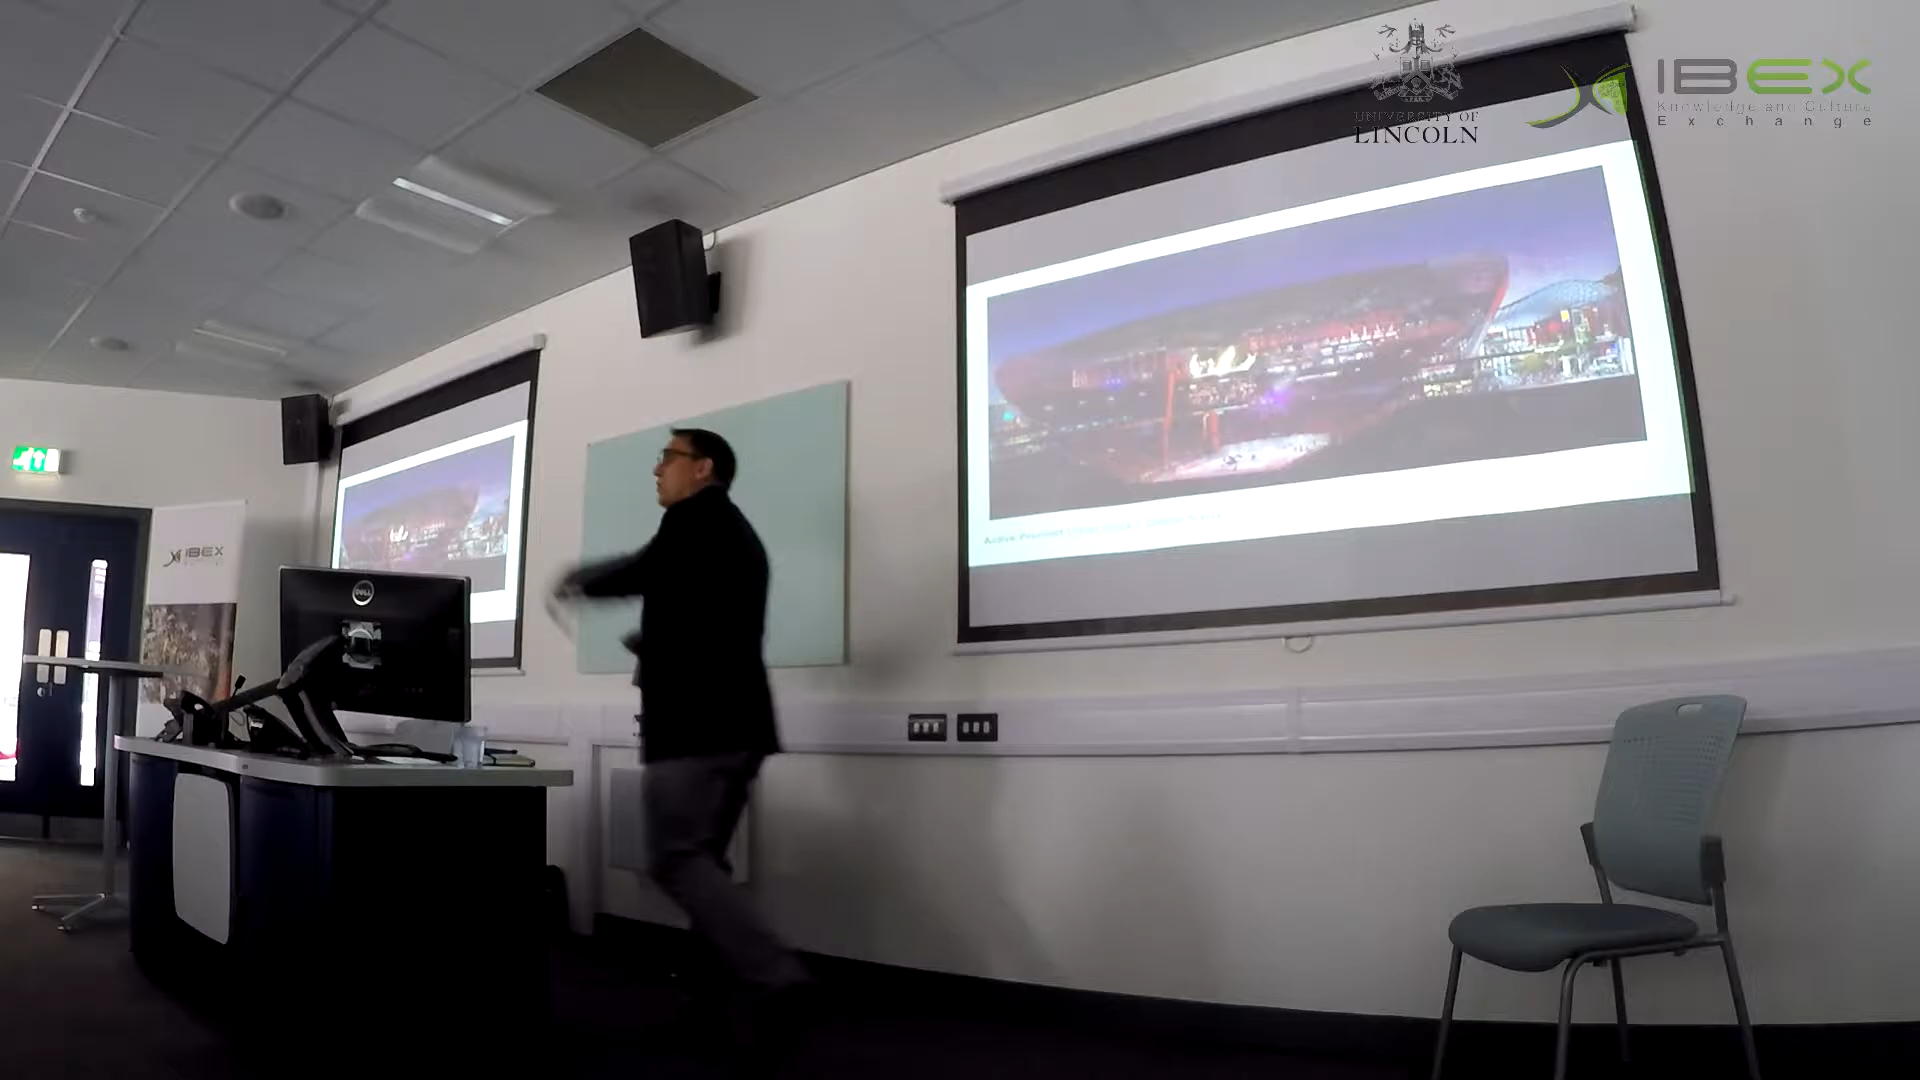 UNIVERSITY OF
LINCOLN
IBEX
Knowledge and Culture
Exchange
IBEX
DELL